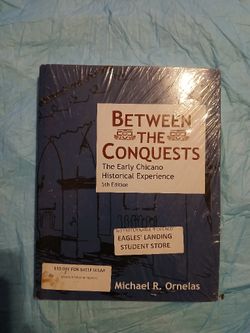 BETWEEN
THE
CONQUESTS
The Early Chicano
Historical Experience
5th Edition
EAGLES' LANDING
STUDENT STORE
Michael R. Ornelas